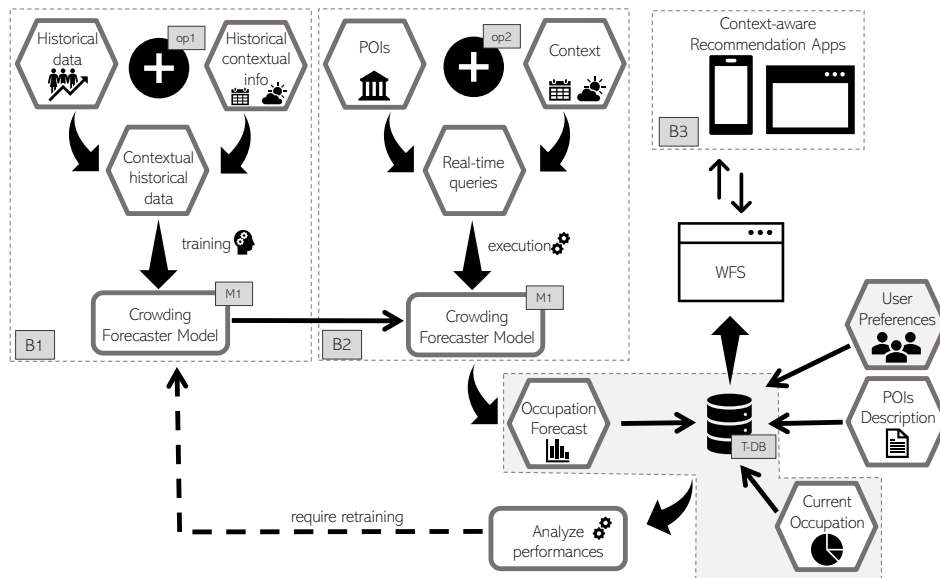 Historical
data
op1
Historical
contextual
info
Contextual
historical
data
training
M1
Crowding
Forecaster Model
B1
POIs
op2
Context
Real-time
queries
execution
M1
Crowding
Forecaster Model
B2
Context-aware
Recommendation Apps
B3
WFS
User
Preferences
POIs
Description
Occupation
Forecast
T-DB
Current
Occupation
require retraining
Analyze
performances